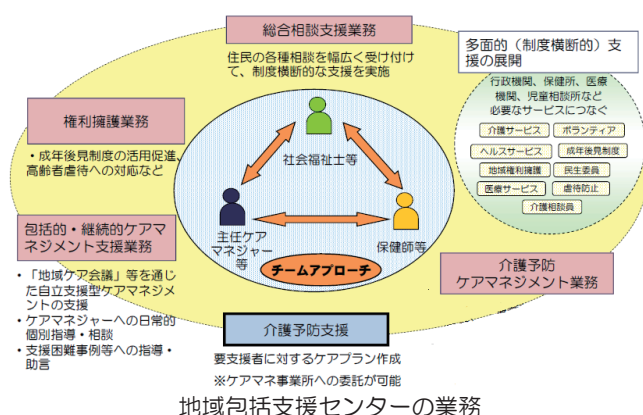 総合相談支援業務
住民の各種相談を幅広く受け付け
て、制度横断的な支援を実施
多面的(制度横断的)支
援の展開
行政機関、保健所、医療
機関、児童相談所など
必要なサービスにつなぐ
介護サービス
ボランティア
ヘルスサービス
成年後見制度
地域権利擁護
民生委員
医療サービス
虐待防止
介護相談員
権利擁護業務
・成年後見制度の活用促進、
高齢者虐待への対応など
社会福祉士等
主任ケア
マネジャー
等
保健師等
チームアプローチ
包括的・継続的ケアマ
ネジメント支援業務
・「地域ケア会議」等を通じ
た自立支援型ケアマネジメ
ントの支援
・ケアマネジャーへの日常的
個別指導・相談
・支援困難事例等への指導・
助言
介護予防
ケアマネジメント業務
介護予防支援
要支援者に対するケアプラン作成
※ケアマネ事業所への委託が可能
地域包括支援センターの業務